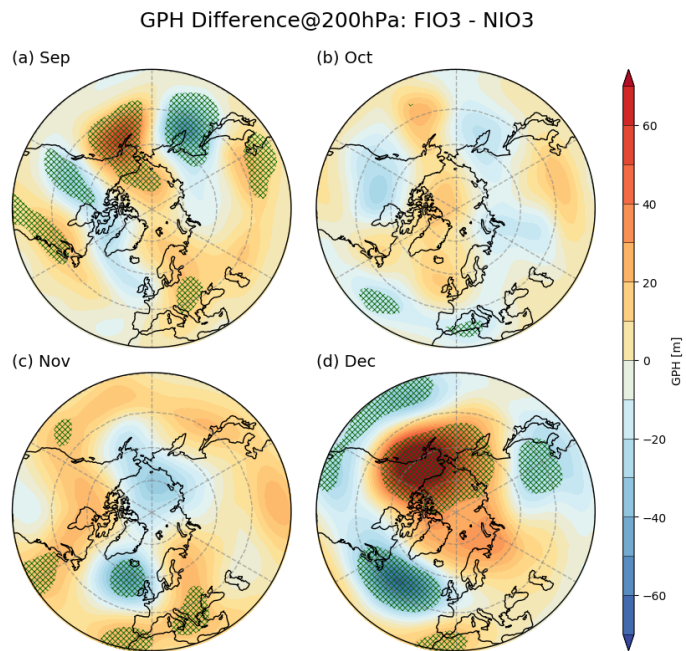 GPH Difference@200hPa: FIO3 - NIO3
(a) Sep
(b) Oct
(c) Nov
(d) Dec
60
40
20
0
−20
−40
−60
GPH [m]